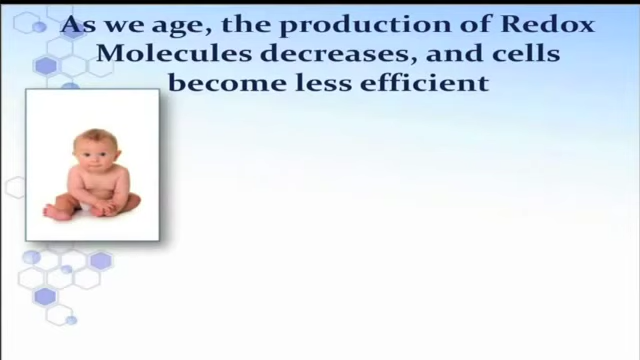 As we age, the production of Redox
Molecules decreases, and cells
become less efficient